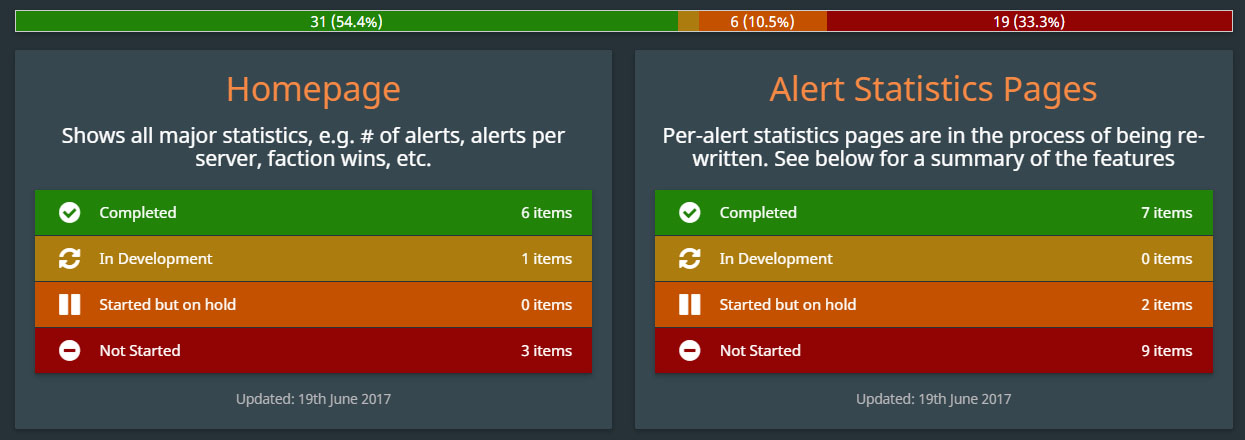 31 (54.4%) 6 (10.5%) 19 (33.3%)
Homepage
Shows all major statistics, e.g. # of alerts, alerts per
server, faction wins, etc.
Completed 6 items
In Development 1 items
Started but on hold 0 items
Not Started 3 items
Updated: 19th June 2017
Alert Statistics Pages
Per-alert statistics pages are in the process of being re-
written. See below for a summary of the features
Completed 7 items
In Development 0 items
Started but on hold 2 items
Not Started 9 items
Updated: 19th June 2017